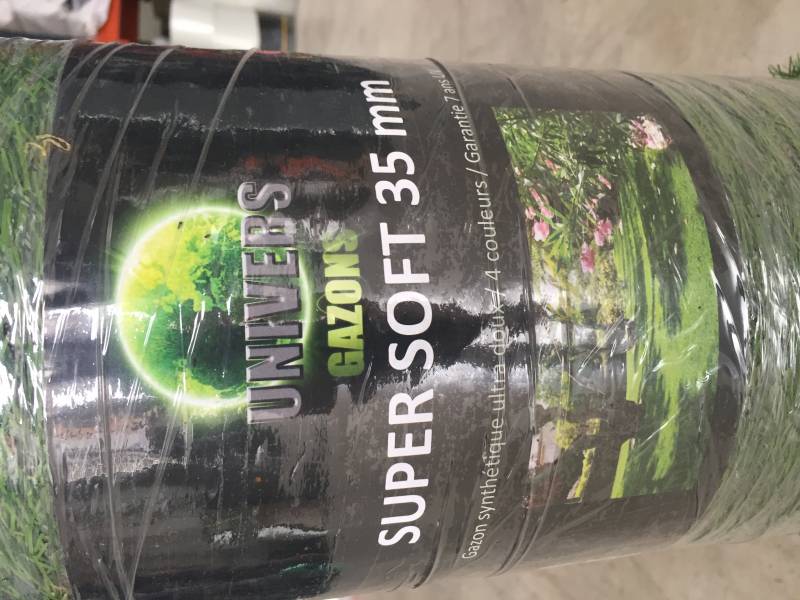 UNIVERS
GAZONS
SUPER SOFT 35 mm
Gazon synthétique ultra doux / 4 couleurs / Garantie 7 ans